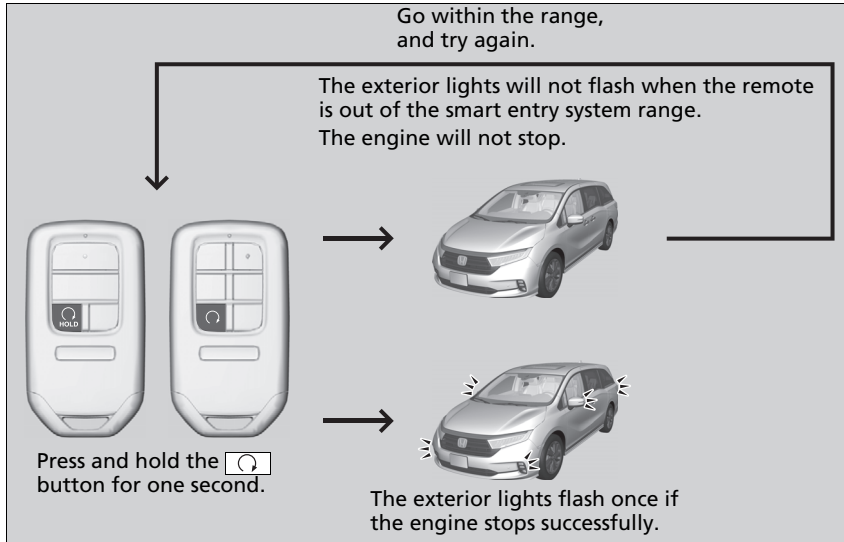 Go within the range,
and try again.
The exterior lights will not flash when the remote
is out of the smart entry system range.
The engine will not stop.
HOLD
Press and hold the
button for one second.
The exterior lights flash once if
the engine stops successfully.